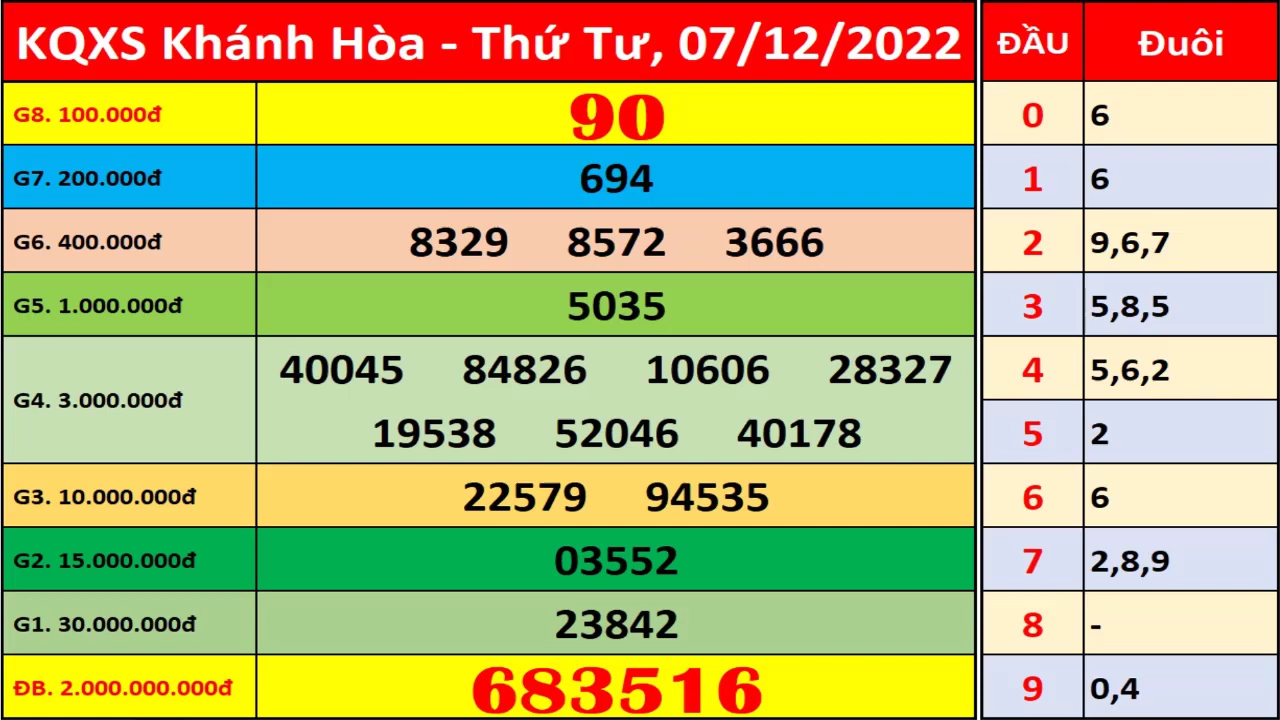 KQXS Khánh Hòa - Thứ Tư, 07/12/2022 ĐẦU Đuôi
G8. 100.000đ 90 0 6
G7. 200.000đ 694 1 6
G6. 400.000đ 8329 8572 3666 2 9,6,7
G5. 1.000.000đ 5035 3 5,8,5
G4. 3.000.000đ 40045 84826 10606 28327 4 5,6,2
19538 52046 40178 5 2
G3. 10.000.000đ 22579 94535 6 6
G2. 15.000.000đ 03552 7 2,8,9
G1. 30.000.000đ 23842 8 -
ĐB. 2.000.000.000đ 683516 9 0,4